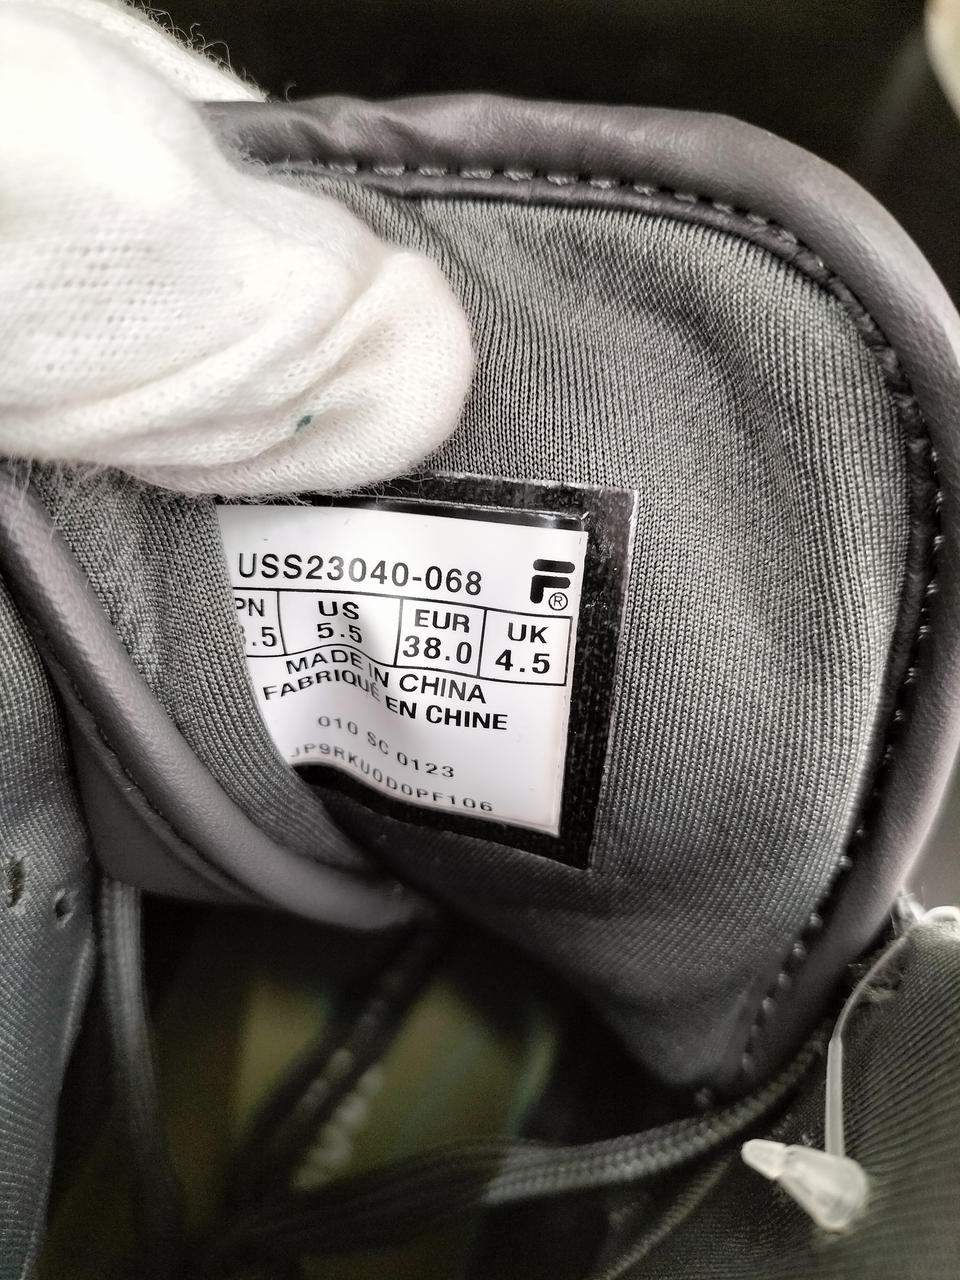 USS23040-068
F®
US EUR UK
5.5 38.0 4.5
MADE IN CHINA
FABRIQUÉ EN CHINE
010 SC 0123
JP9RKU0D0PF106